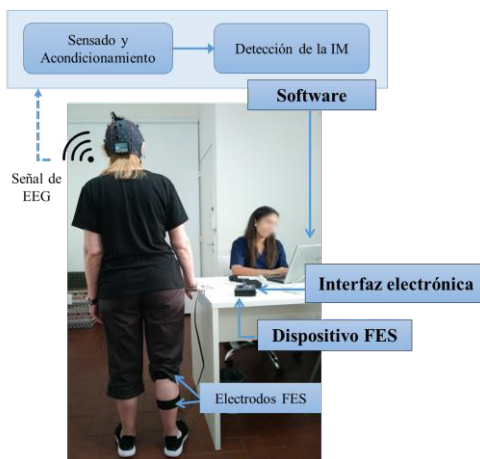 Sensado y
Acondicionamiento
Detección de la IM
Software
Señal de
EEG
Interfaz electrónica
Dispositivo FES
Electrodos FES